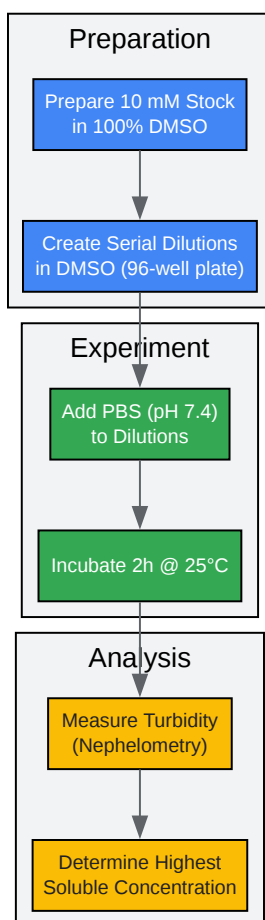 Preparation
Prepare 10 mM Stock
in 100% DMSO
Create Serial Dilutions
in DMSO (96-well plate)
Experiment
Add PBS (pH 7.4)
to Dilutions
Incubate 2h @ 25°C
Analysis
Measure Turbidity
(Nephelometry)
Determine Highest
Soluble Concentration